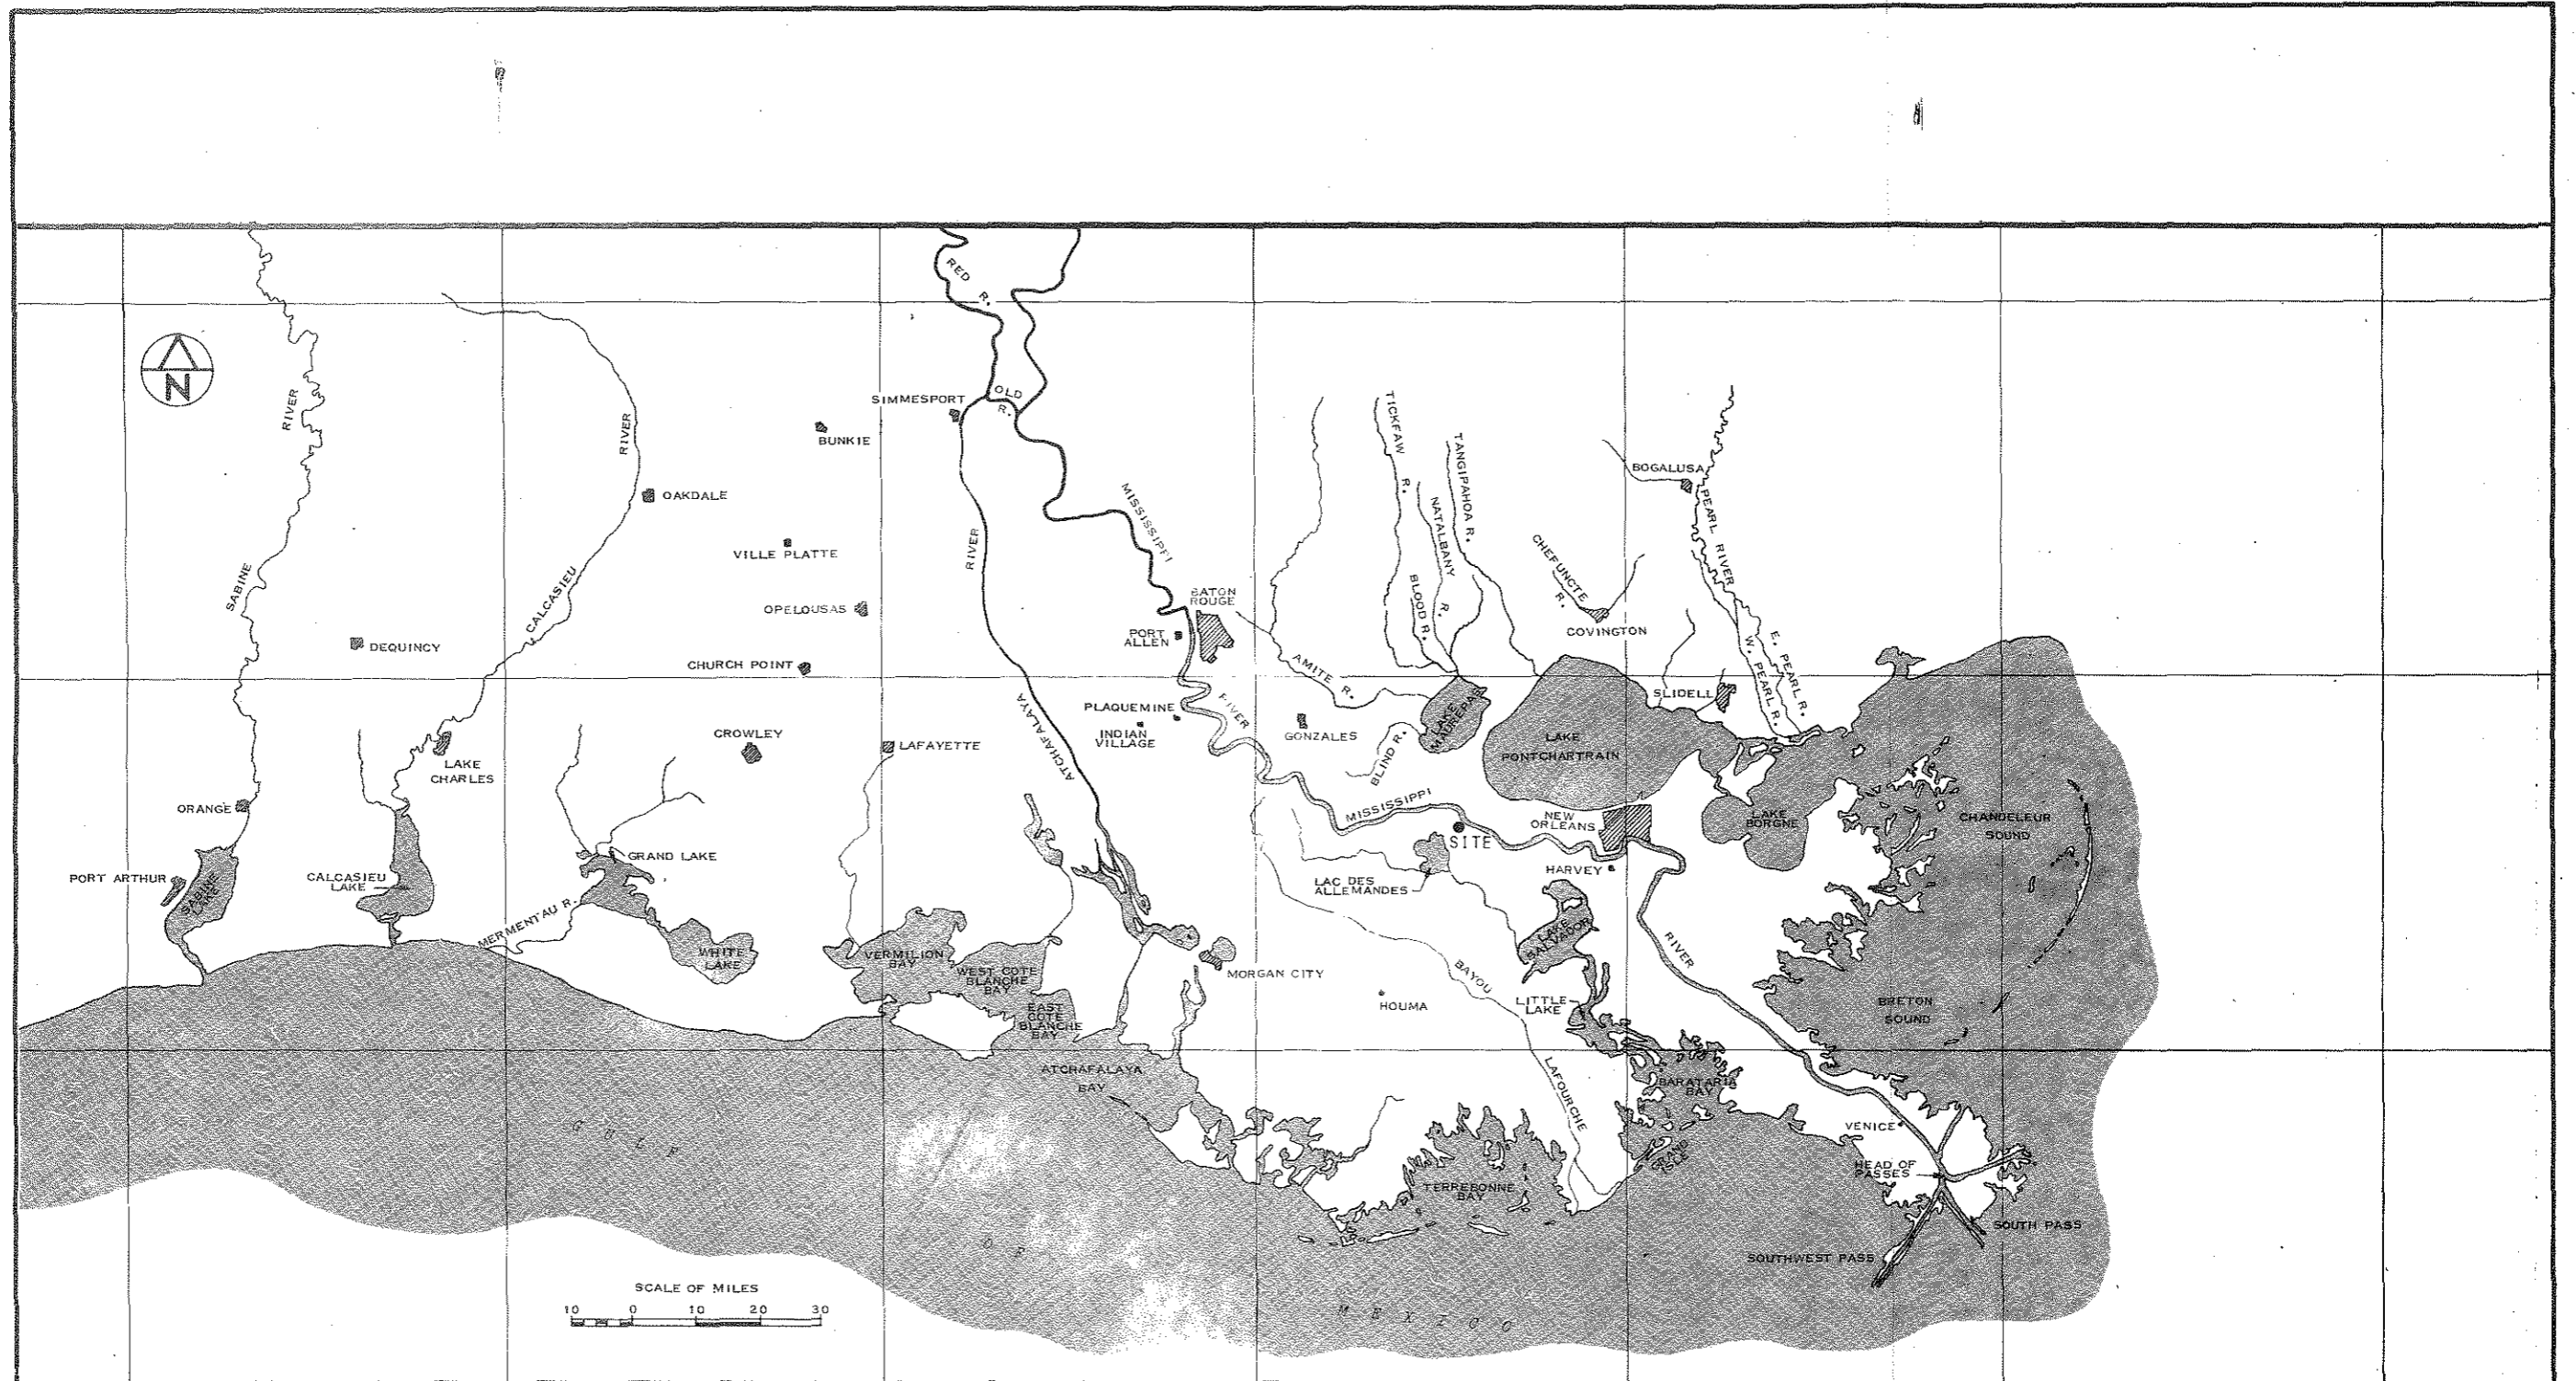 RED R.
N
RIVER
SABINE
RIVER
CALCASIEU
SIMMESPORT
OLD
R.
BUNKIE
OAKDALE
VILLE PLATTE
OPELOUSAS
DEQUINCY
CHURCH POINT
RIVER
ATCHAFALAYA
MISSISSIPPI
BATON
ROUGE
PORT
ALLEN
RIVER
TICKFAW R.
TANGIPAHOA R.
NATALBANY R.
BLOOD R.
AMITE R.
CHEFUNCTE
R.
COVINGTON
BOGALUSA
PEARL RIVER
E. PEARL R.
W. PEARL R.
SLIDELL
PLAQUEMINE
INDIAN
VILLAGE
GONZALES
BLIND R.
LAKE
MAUREPAS
LAKE
PONTCHARTRAIN
CROWLEY
LAFAYETTE
LAKE
CHARLES
ORANGE
PORT ARTHUR
SABINE
LAKE
CALCASIEU
LAKE
GRAND LAKE
MERMENTAU R.
WHITE
LAKE
VERMILION
BAY
WEST COTE
BLANCHE
BAY
EAST
COTE
BLANCHE
BAY
ATCHAFALAYA
BAY
MORGAN CITY
MISSISSIPPI
SITE
NEW
ORLEANS
HARVEY
LAC DES
ALLEMANDES
LAKE
BORGNE
CHANDELEUR
SOUND
LAKE
SALVADOR
RIVER
BAYOU
LAFOURCHE
HOUMA
LITTLE
LAKE
BRETON
SOUND
BARATARIA
BAY
GRAND
ISLE
TERREBONNE
BAY
VENICE
HEAD OF
PASSES
SOUTH PASS
SOUTHWEST PASS
GULF
OF
MEXICO
SCALE OF MILES
10 0 10 20 30